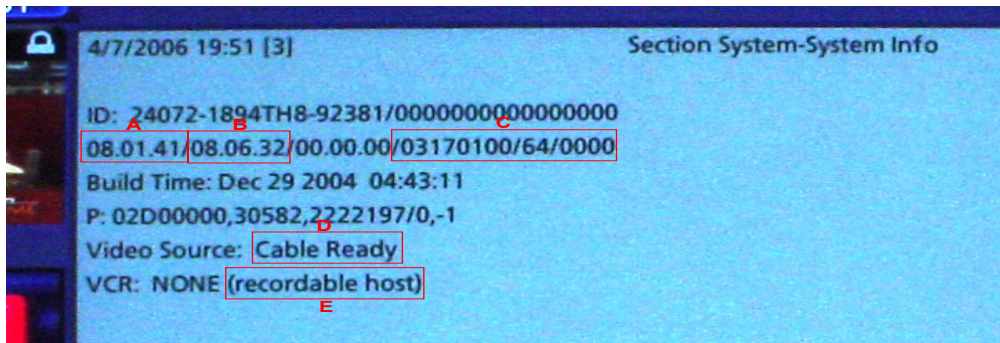 4/7/2006 19:51 [3] Section System-System Info
ID: 24072-1894TH8-92381/0000000000000000
A B C
08.01.41/08.06.32/00.00.00/03170100/64/0000
Build Time: Dec 29 2004 04:43:11
P: 02D00000,30582,2222197/0,-1
D
Video Source: Cable Ready
VCR: NONE (recordable host)
E